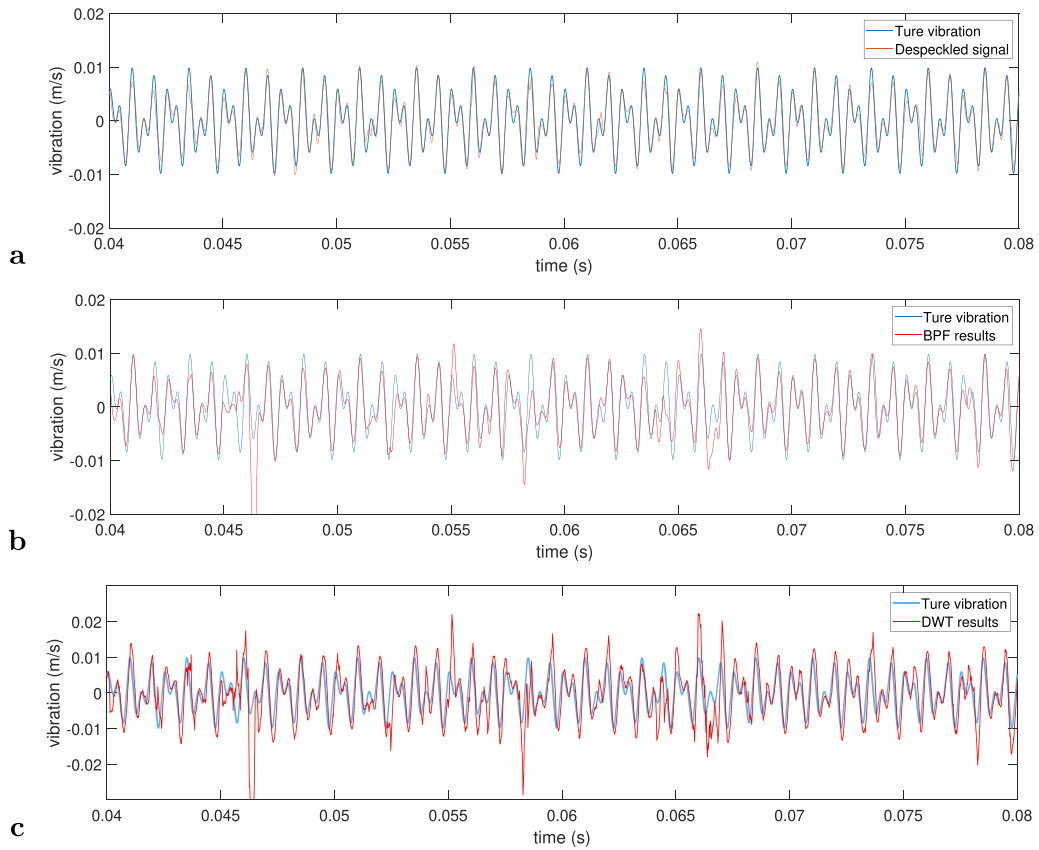 0.02
Ture vibration
Despeckled signal
0.01
vibration (m/s)
0
-0.01
-0.02
0.04 0.045 0.05 0.055 0.06 0.065 0.07 0.075 0.08
a
time (s)
0.02
Ture vibration
BPF results
0.01
vibration (m/s)
0
-0.01
-0.02
0.04 0.045 0.05 0.055 0.06 0.065 0.07 0.075 0.08
b
time (s)
Ture vibration
DWT results
0.02
0.01
vibration (m/s)
0
-0.01
-0.02
0.04 0.045 0.05 0.055 0.06 0.065 0.07 0.075 0.08
c
time (s)